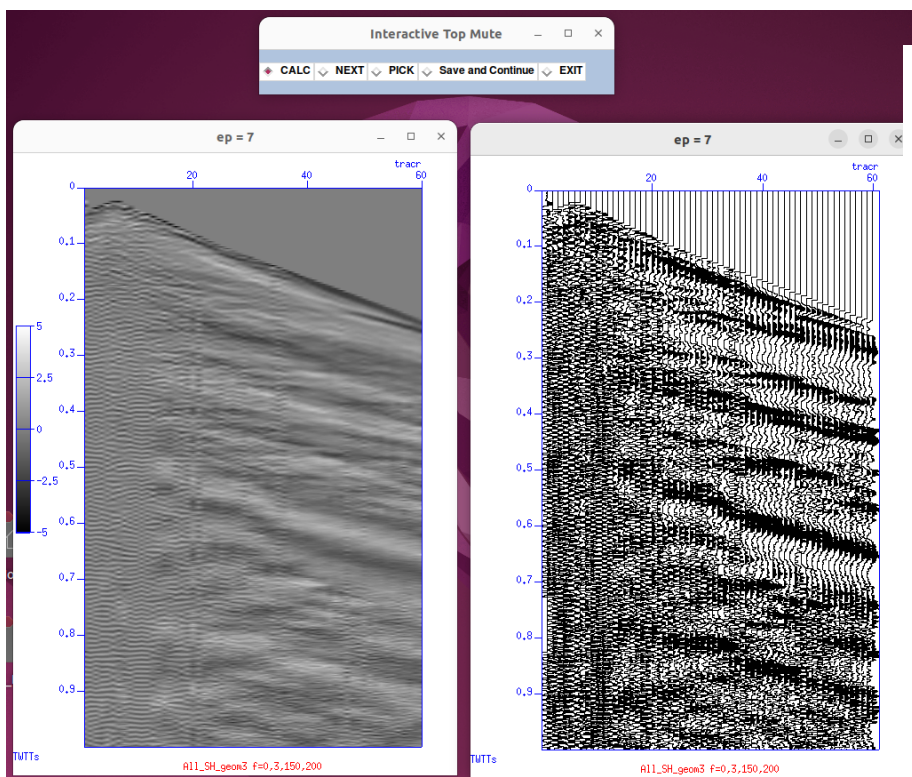 Interactive Top Mute
CALC NEXT PICK Save and Continue EXIT
ep = 7
tracr
20 40 60
0
0.1
0.2
0.3
0.4
0.5
0.6
0.7
0.8
0.9
5
2.5
0
-2.5
-5
TWTTs
All_SH_geom3 f=0,3,150,200
ep = 7
tracr
20 40 60
0
0.1
0.2
0.3
0.4
0.5
0.6
0.7
0.8
0.9
TWTTs
All_SH_geom3 f=0,3,150,200